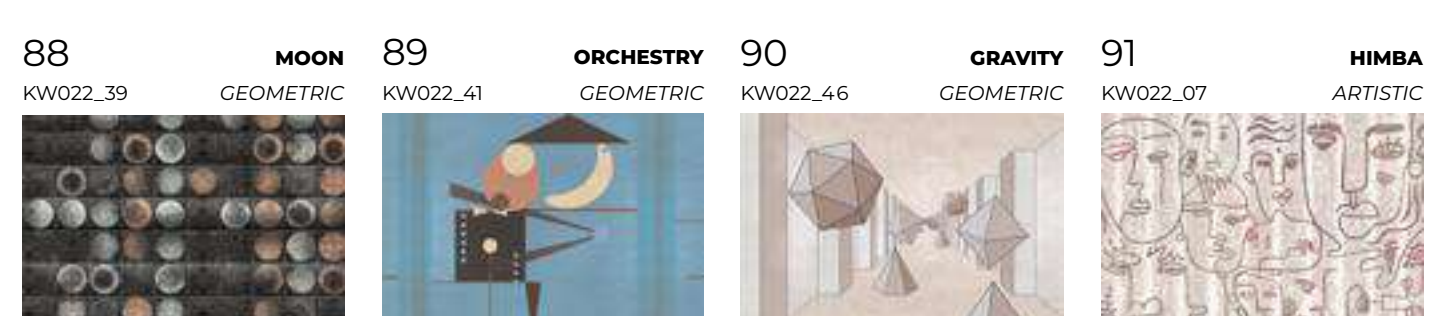 88 MOON
KW022_39 GEOMETRIC
89 ORCHESTRY
KW022_41 GEOMETRIC
90 GRAVITY
KW022_46 GEOMETRIC
91 HIMBA
KW022_07 ARTISTIC